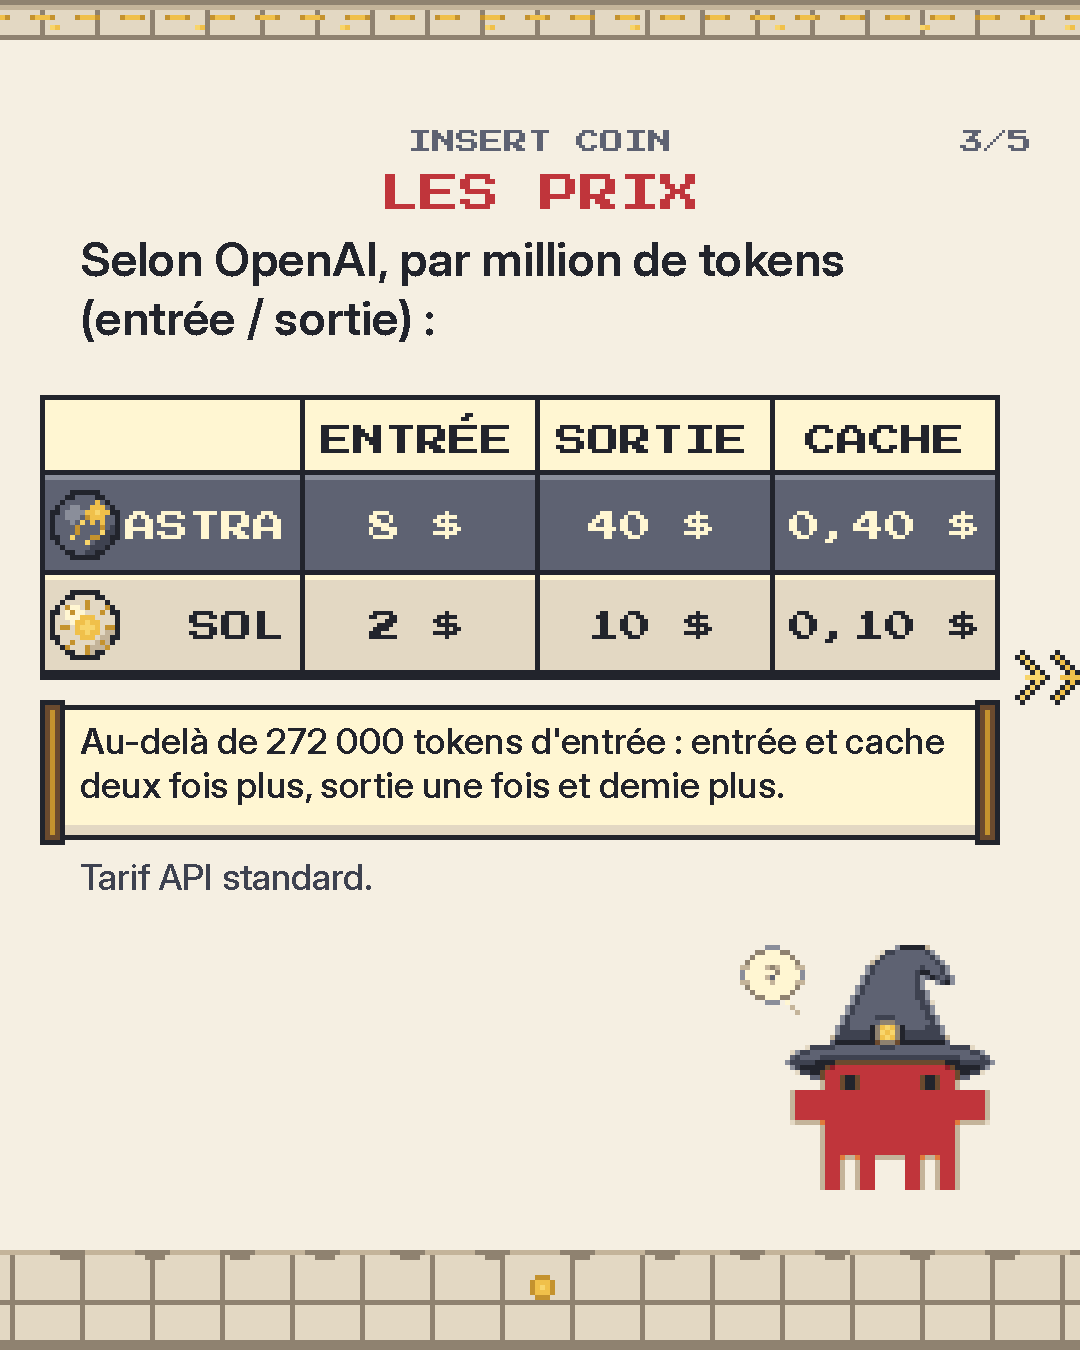 INSERT COIN
3/5
LES PRIX
Selon OpenAI, par million de tokens
(entrée / sortie) :
ENTRÉE SORTIE CACHE
ASTRA 8 $ 40 $ 0,40 $
SOL 2 $ 10 $ 0,10 $
Au-delà de 272 000 tokens d'entrée : entrée et cache
deux fois plus, sortie une fois et demie plus.
Tarif API standard.
?